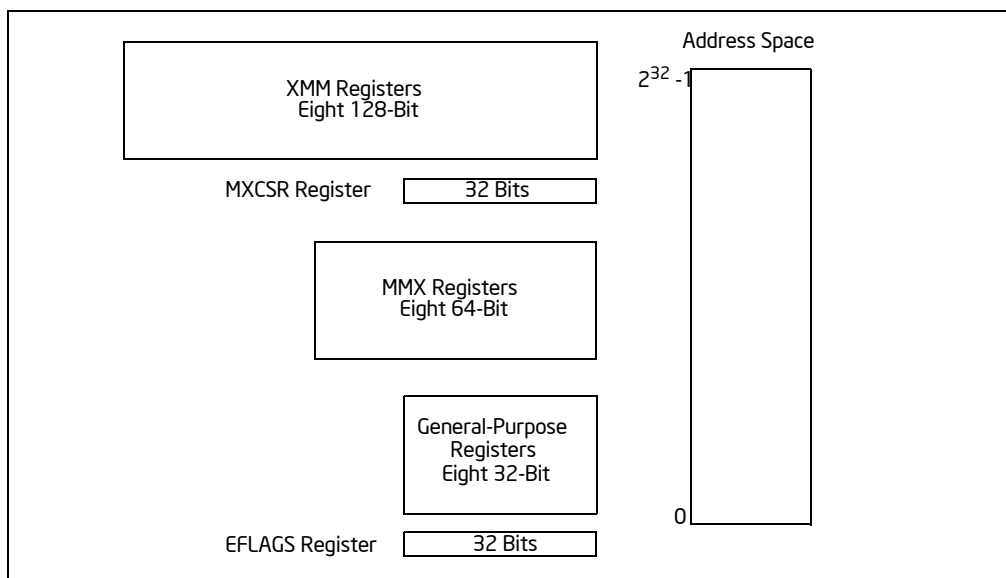 Address Space
2^32 -1
XMM Registers
Eight 128-Bit
MXCSR Register
32 Bits
MMX Registers
Eight 64-Bit
General-Purpose
Registers
Eight 32-Bit
0
EFLAGS Register
32 Bits